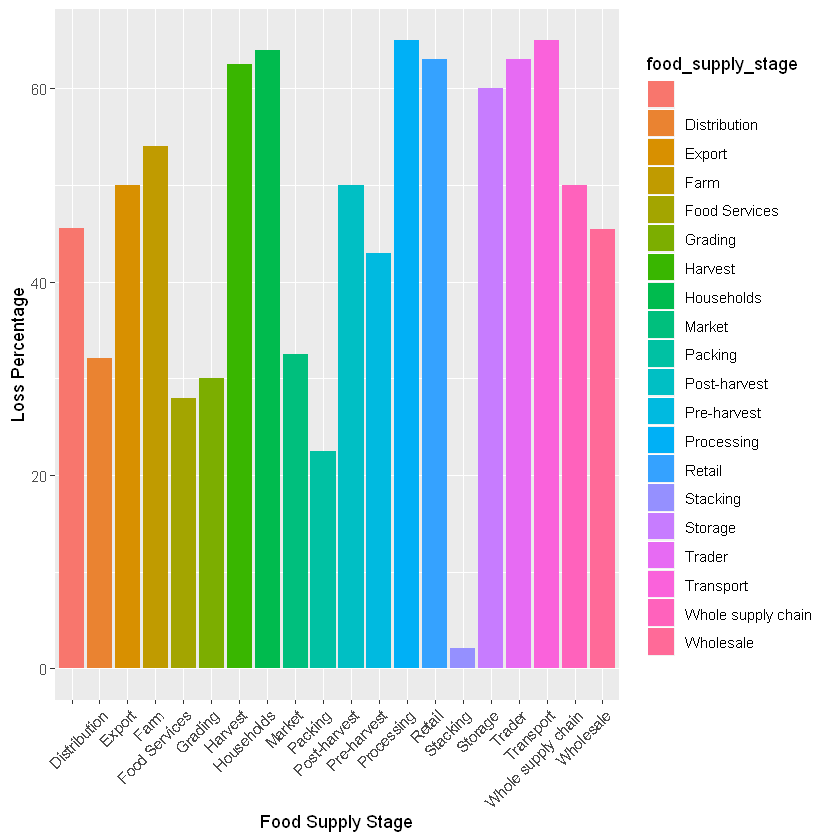 food_supply_stage
Distribution
Export
Farm
Food Services
Grading
Harvest
Households
Market
Packing
Post-harvest
Pre-harvest
Processing
Retail
Stacking
Storage
Trader
Transport
Whole supply chain
Wholesale
Loss Percentage
60
40
20
0
Distribution
Export
Farm
Food Services
Grading
Harvest
Households
Market
Packing
Post-harvest
Pre-harvest
Processing
Retail
Stacking
Storage
Trader
Transport
Whole supply chain
Wholesale
Food Supply Stage